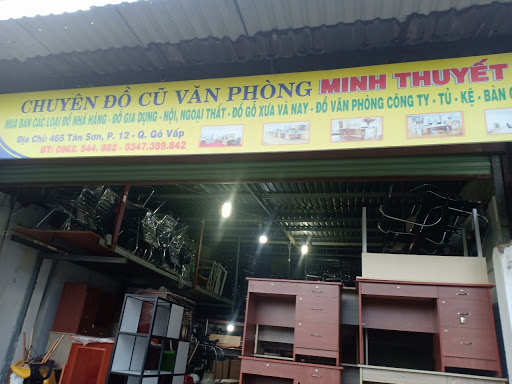 CHUYÊN ĐỒ CŨ VĂN PHÒNG MINH THUYẾT
MUA BÁN CÁC LOẠI ĐỒ NHÀ HÀNG - ĐỒ GIA DỤNG - NỘI, NGOẠI THẤT - ĐỒ GỖ XƯA VÀ NAY - ĐỒ VĂN PHÒNG CÔNG TY - TỦ - KỆ - BÀN
Địa Chỉ: 465 Tân Sơn, P. 12 - Q. Gò Vấp
ĐT: 0962. 544. 882 - 0347.389.842